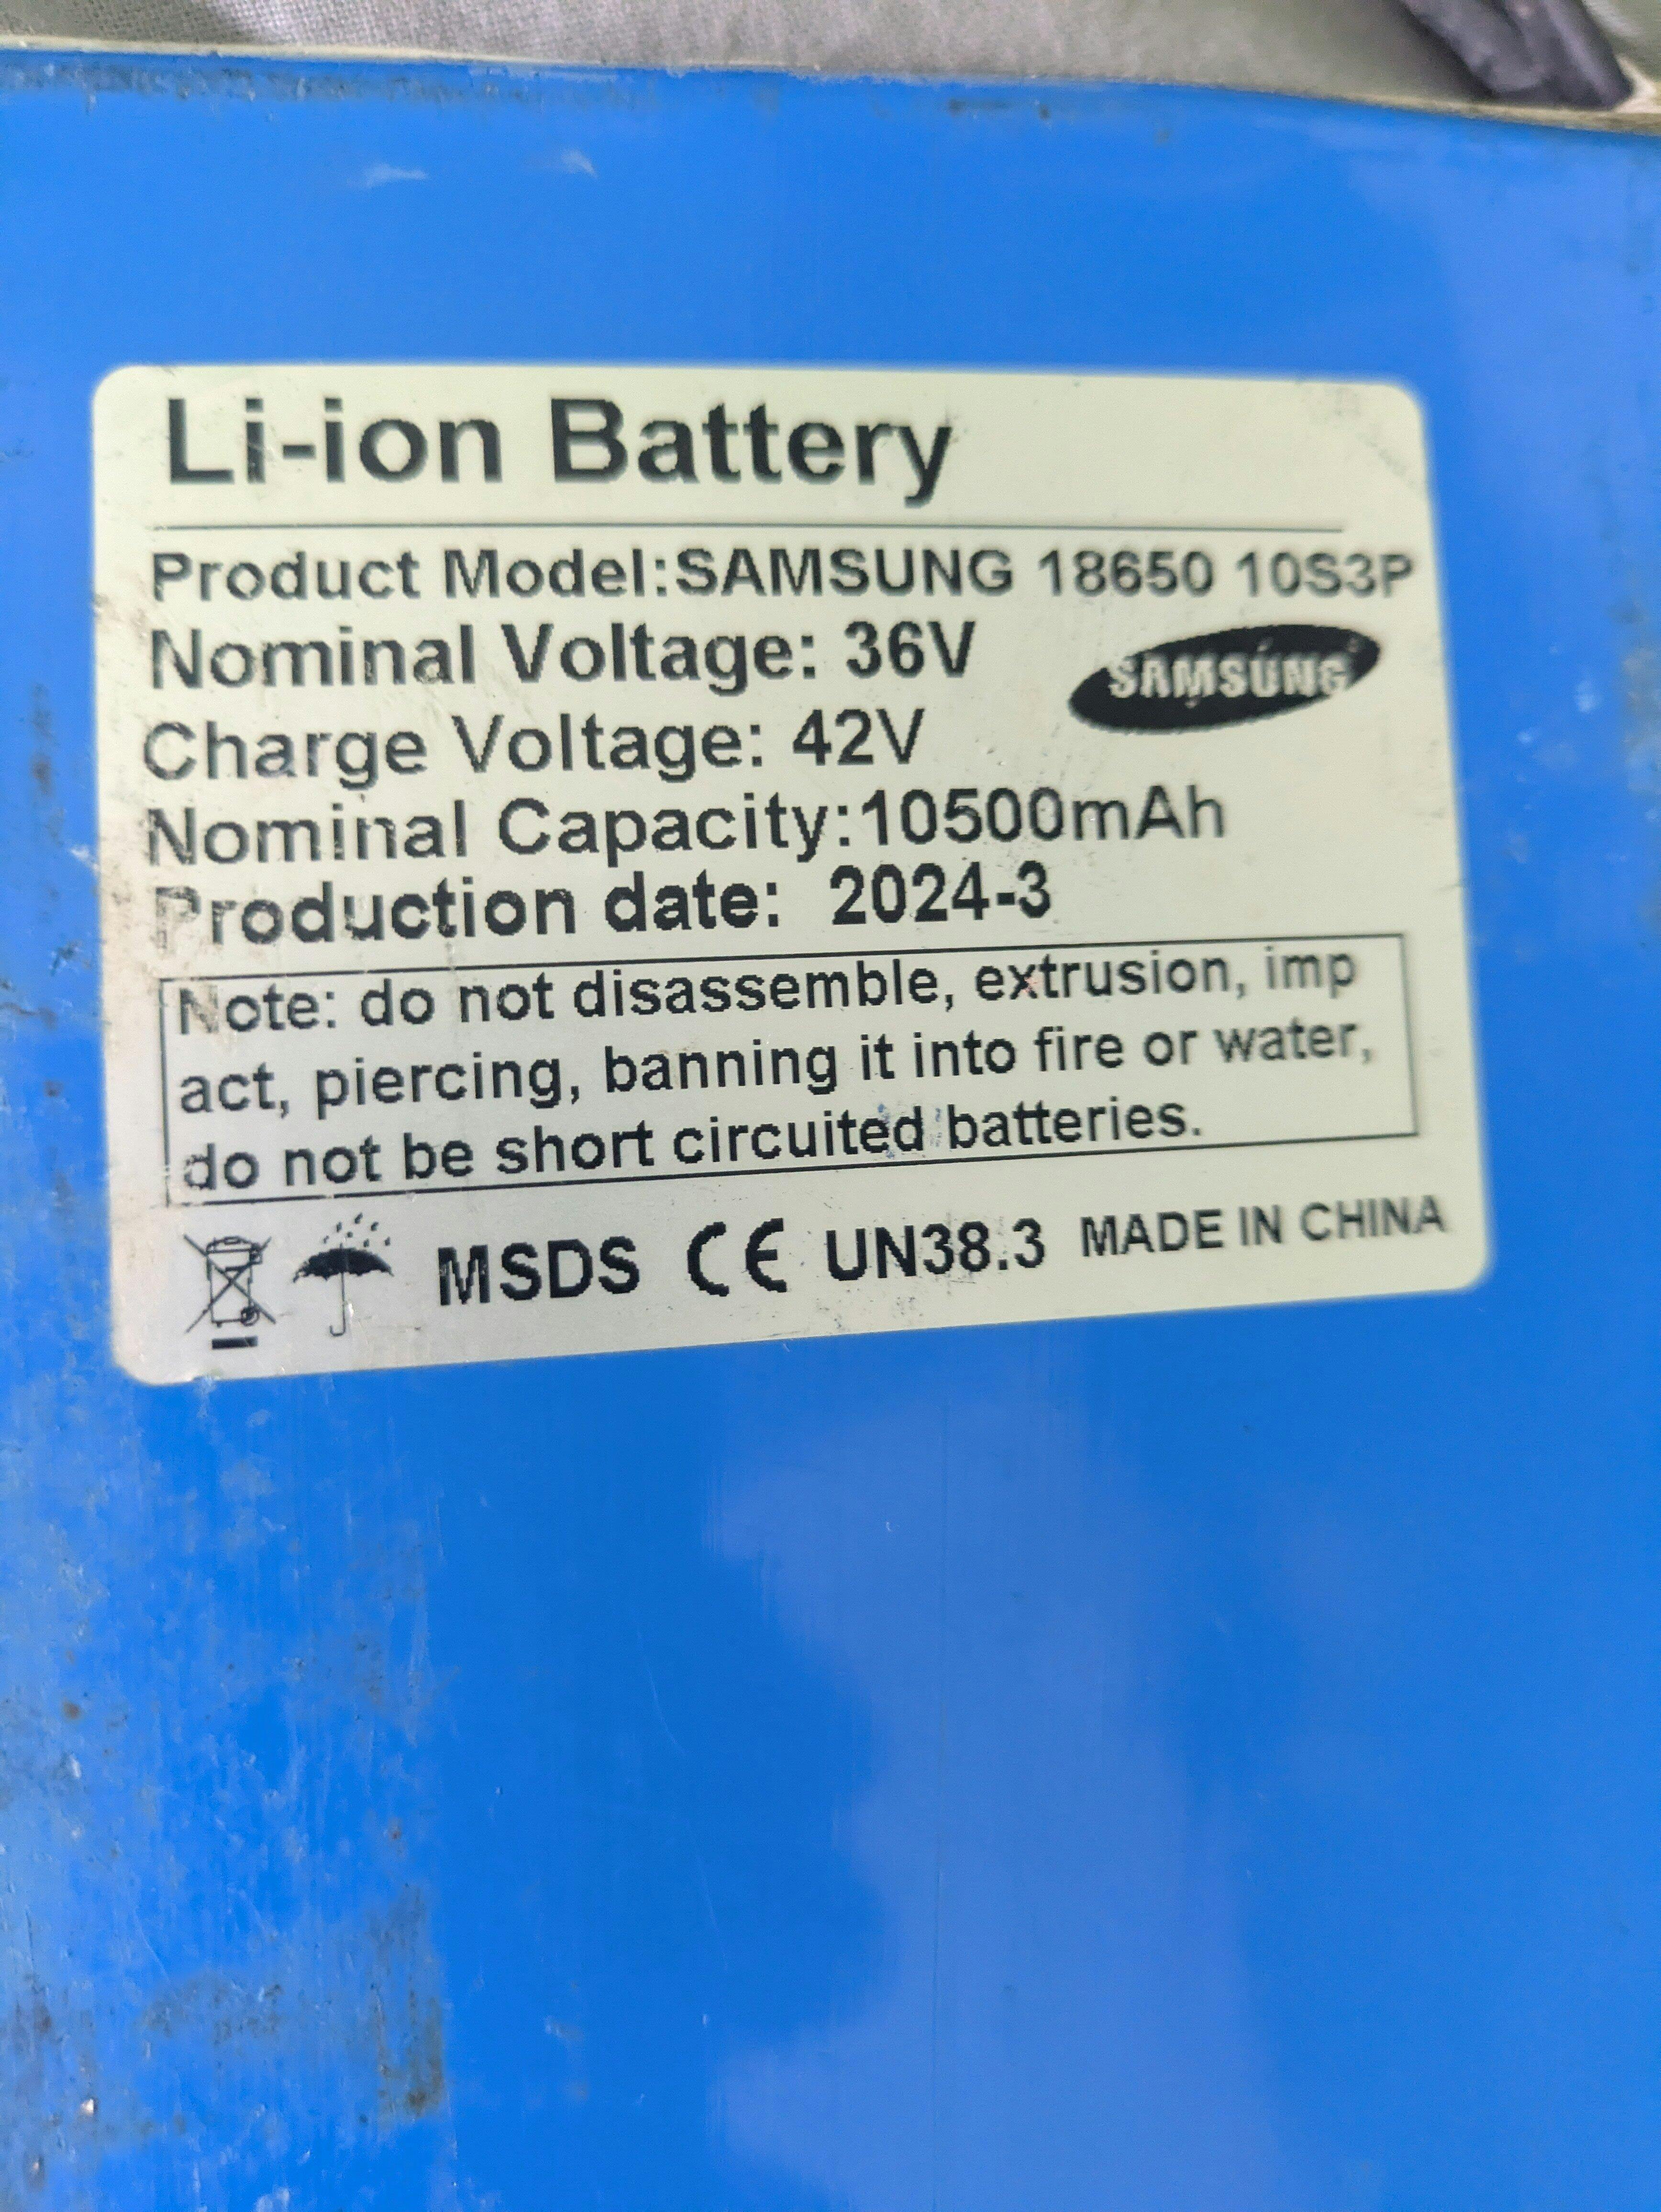 Li-ion Battery
Product Model:SAMSUNG 18650 10S3P
Nominal Voltage: 36V
SAMSUNG
Charge Voltage: 42V
Nominal Capacity:10500mAh
Production date: 2024-3
Note: do not disassemble, extrusion, imp
act, piercing, banning it into fire or water,
do not be short circuited batteries.
MSDS CE UN38.3 MADE IN CHINA